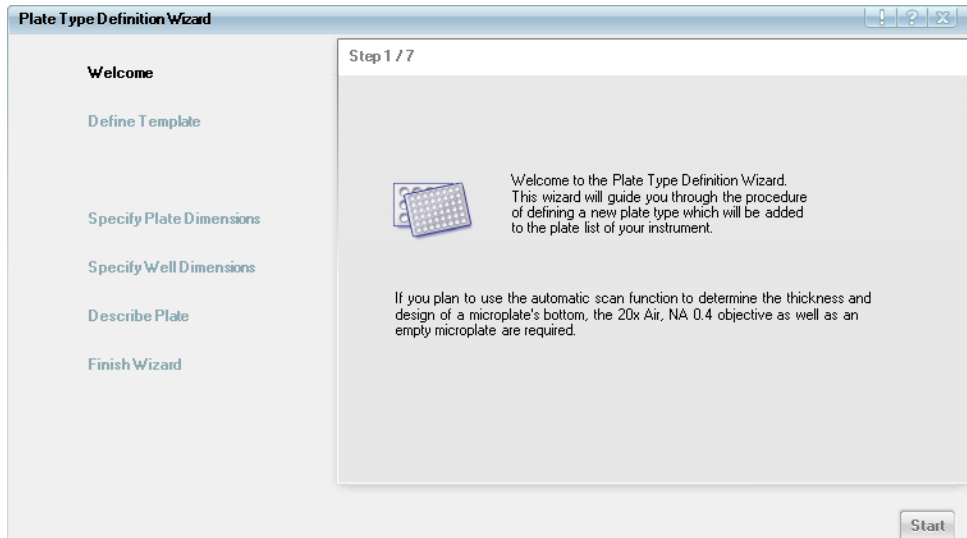 Plate Type Definition Wizard
! ? X
Welcome
Define Template
Specify Plate Dimensions
Specify Well Dimensions
Describe Plate
Finish Wizard
Step 1 / 7
Welcome to the Plate Type Definition Wizard.
This wizard will guide you through the procedure
of defining a new plate type which will be added
to the plate list of your instrument.
If you plan to use the automatic scan function to determine the thickness and
design of a microplate's bottom, the 20x Air, NA 0.4 objective as well as an
empty microplate are required.
Start